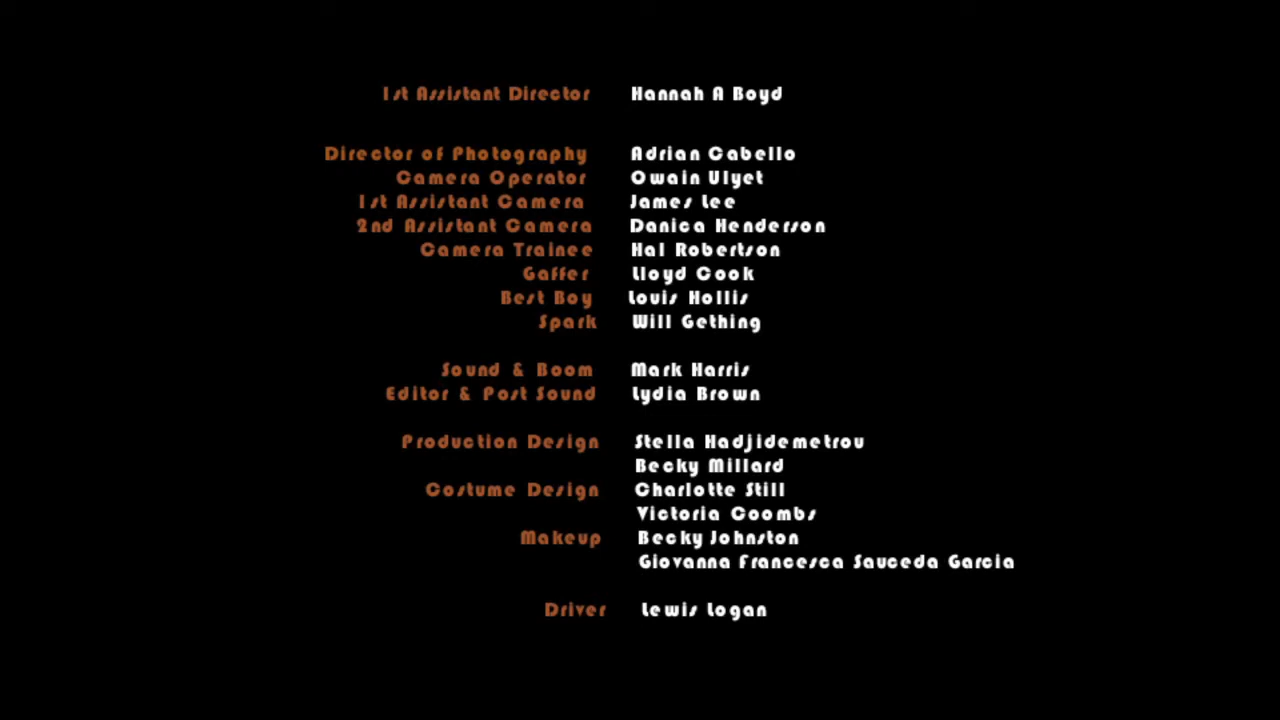 1st Assistant Director Hannah A Boyd
Director of Photography Adrian Cabello
Camera Operator Owain Ulyet
1st Assistant Camera James Lee
2nd Assistant Camera Danica Henderson
Camera Trainee Hal Robertson
Gaffer Lloyd Cook
Best Boy Louis Hollis
Spark Will Gething
Sound & Boom Mark Harris
Editor & Post Sound Lydia Brown
Production Design Stella Hadjidemetrou
Becky Millard
Costume Design Charlotte Still
Victoria Coombs
Makeup Becky Johnston
Giovanna Francesca Sauceda Garcia
Driver Lewis Logan